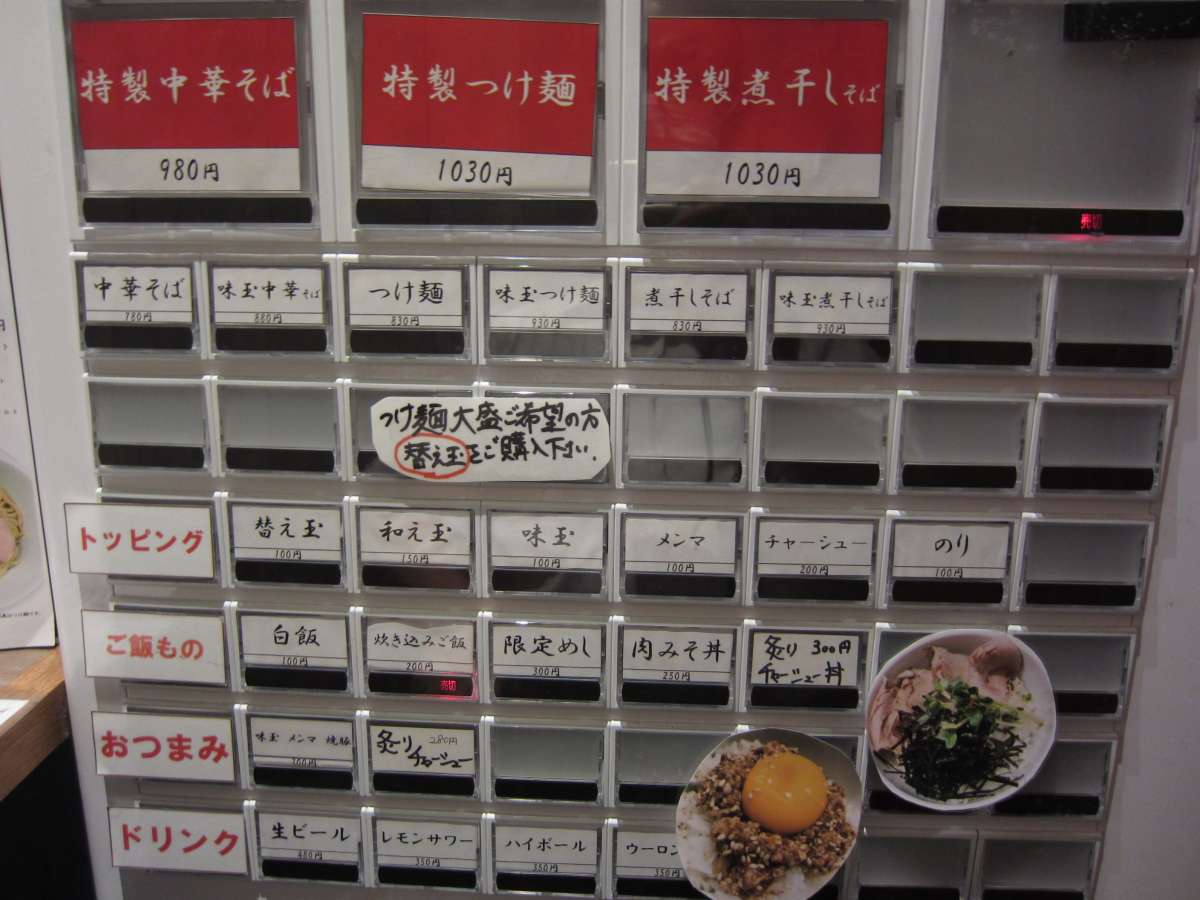 特製中華そば
980円
特製つけ麺
1030円
特製煮干しそば
1030円
売切
中華そば
780円
味玉中華そば
880円
つけ麺
830円
味玉つけ麺
930円
煮干しそば
830円
味玉煮干しそば
930円
つけ麺大盛ご希望の方
替え玉をご購入下さい.
トッピング
替え玉
100円
和え玉
150円
味玉
100円
メンマ
100円
チャーシュー
200円
のり
100円
ご飯もの
白飯
100円
炊き込みご飯
200円
売切
限定めし
300円
肉みそ丼
250円
炙り 300円
チャーシュー丼
おつまみ
味玉 メンマ 焼豚
300円
炙り 280円
チャーシュー
ドリンク
生ビール
480円
レモンサワー
350円
ハイボール
350円
ウーロン
350円